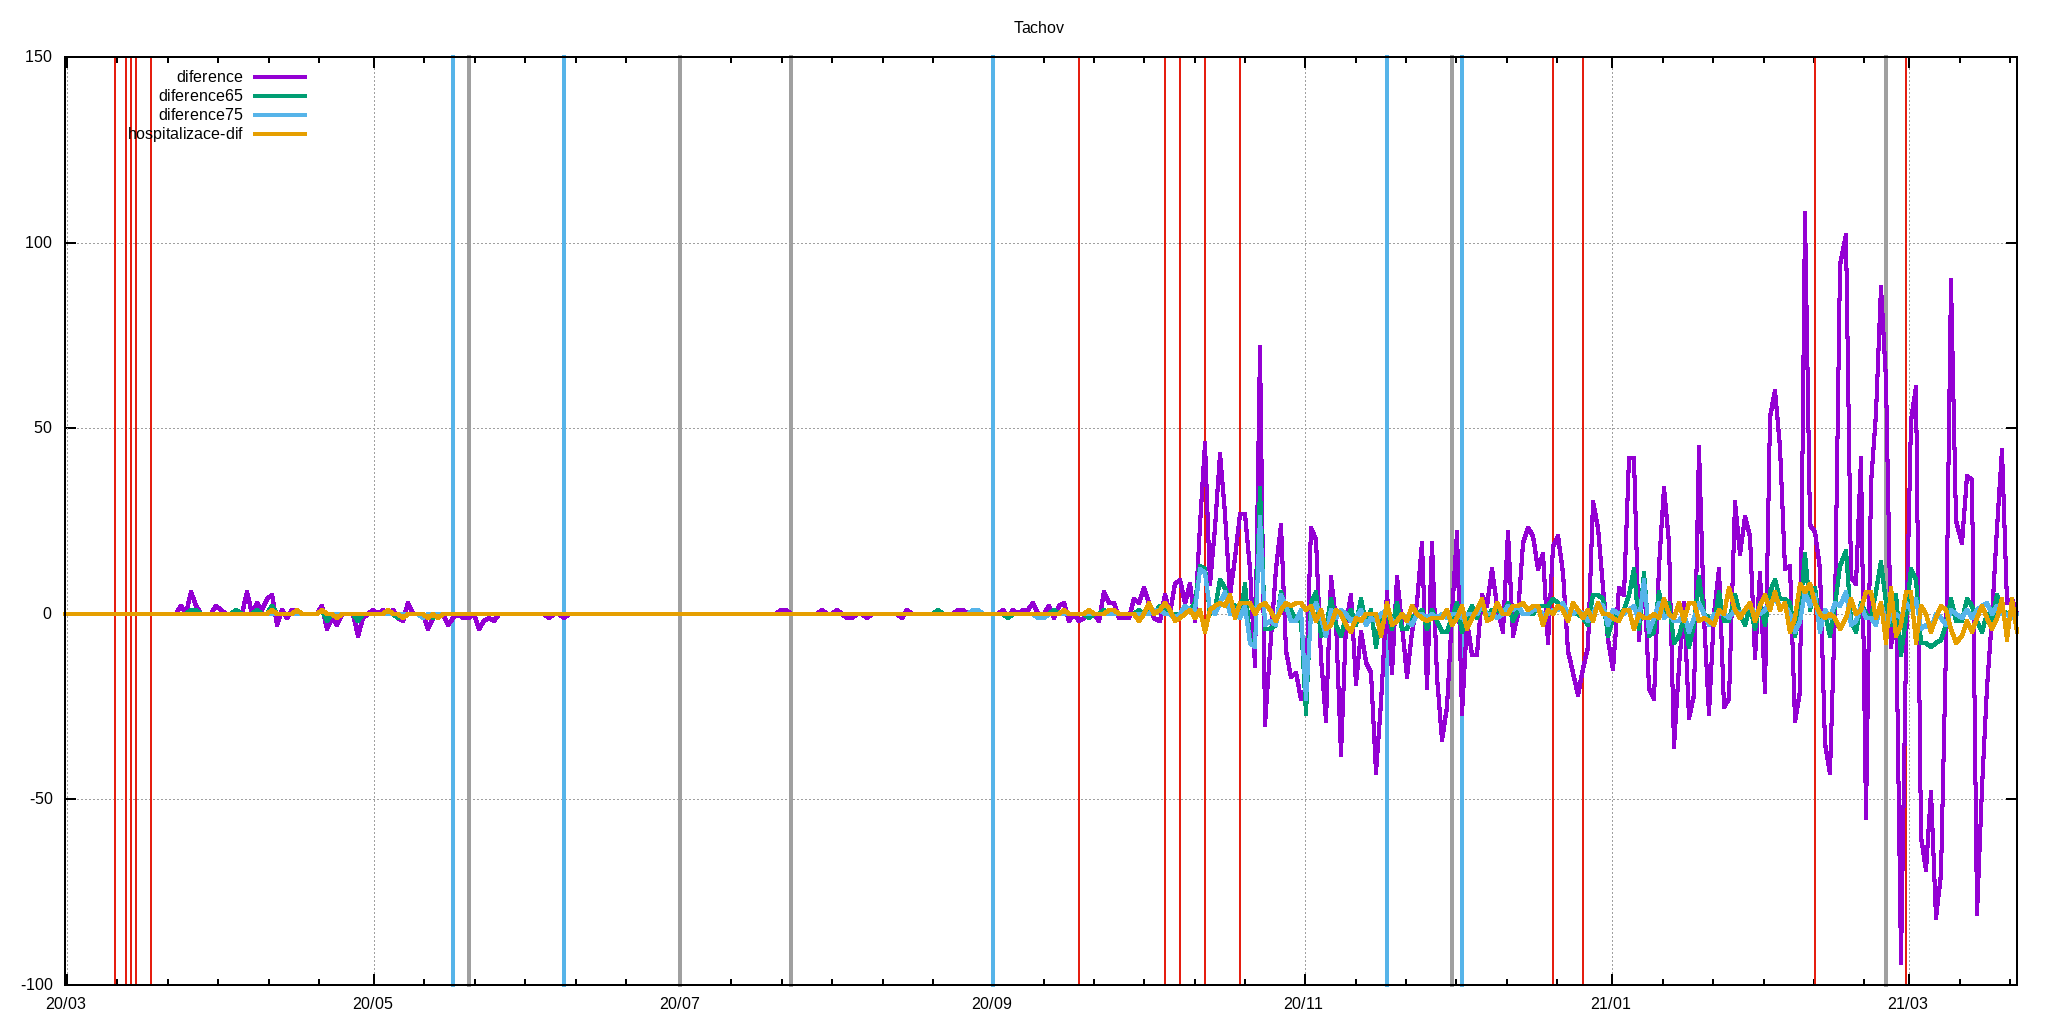 Tachov
150
diference
diference65
diference75
hospitalizace-dif
100
50
0
-50
-100
20/03 20/05 20/07 20/09 20/11 21/01 21/03